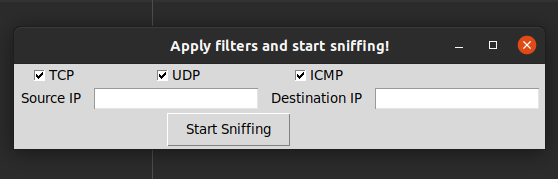 Apply filters and start sniffing!
TCP UDP ICMP
Source IP Destination IP
Start Sniffing